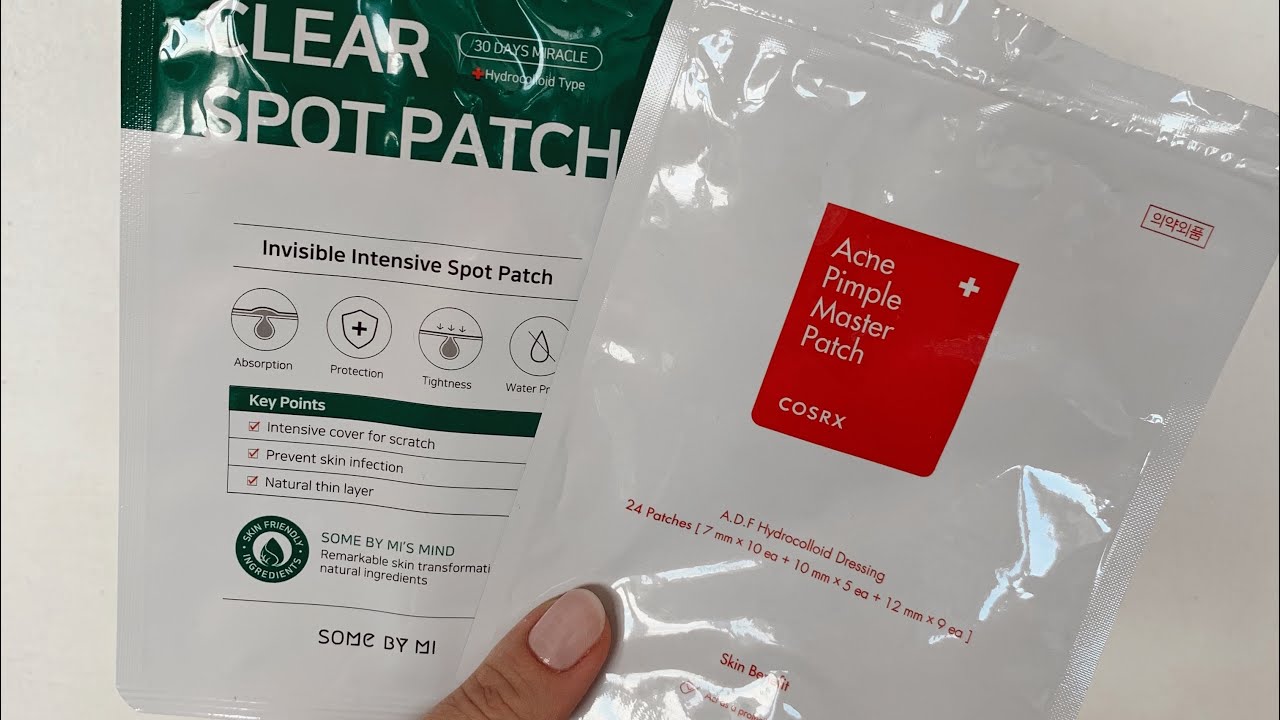 CLEAR
SPOT PATCH
30 DAYS MIRACLE
Hydrocolloid Type
Invisible Intensive Spot Patch
Absorption
Protection
Tightness
Water
Key Points
Intensive cover for scratch
Prevent skin infection
Natural thin layer
SKIN FRIENDLY
INGREDIENTS
SOME BY MI'S MIND
Remarkable skin transformati
natural ingredients
SOME BY MI
의약외품
Acne
Pimple
Master
Patch
COSRX
A.D.F Hydrocolloid Dressing
24 Patches [ 7 mm x 10 ea + 10 mm x 5 ea + 12 mm x 9 ea ]
Skin